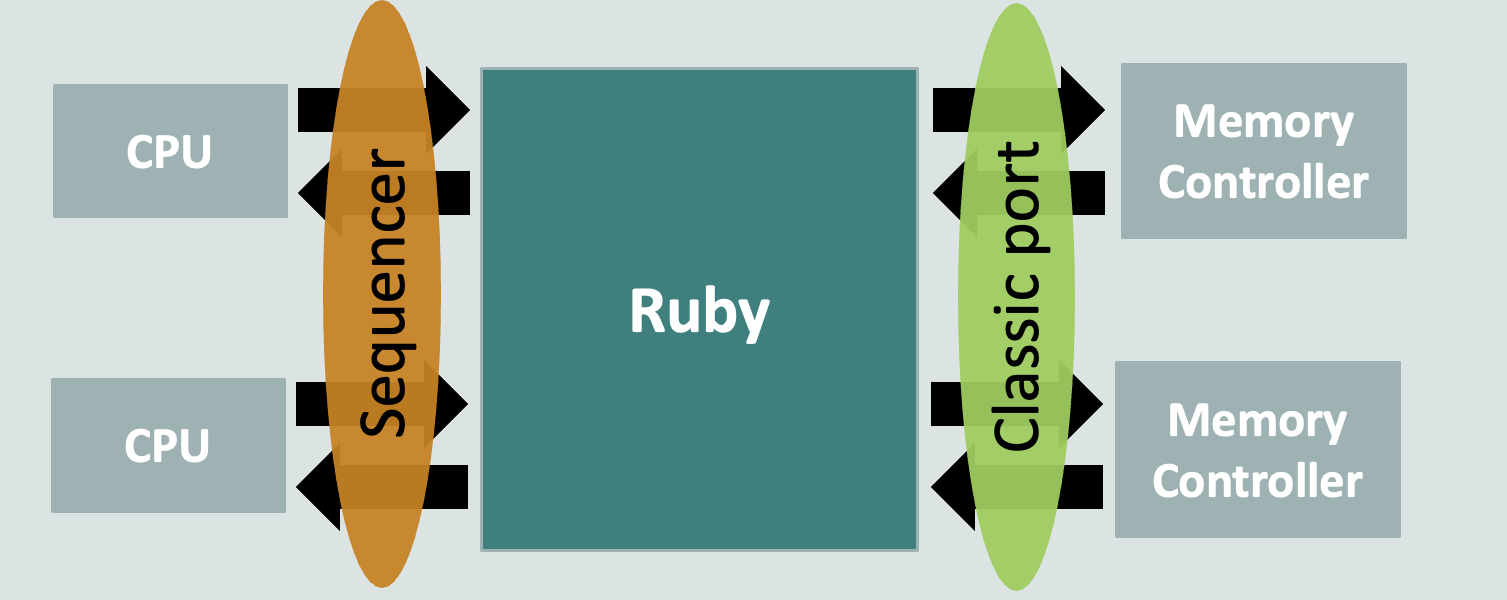 CPU
CPU
Sequencer
Ruby
Classic port
Memory
Controller
Memory
Controller